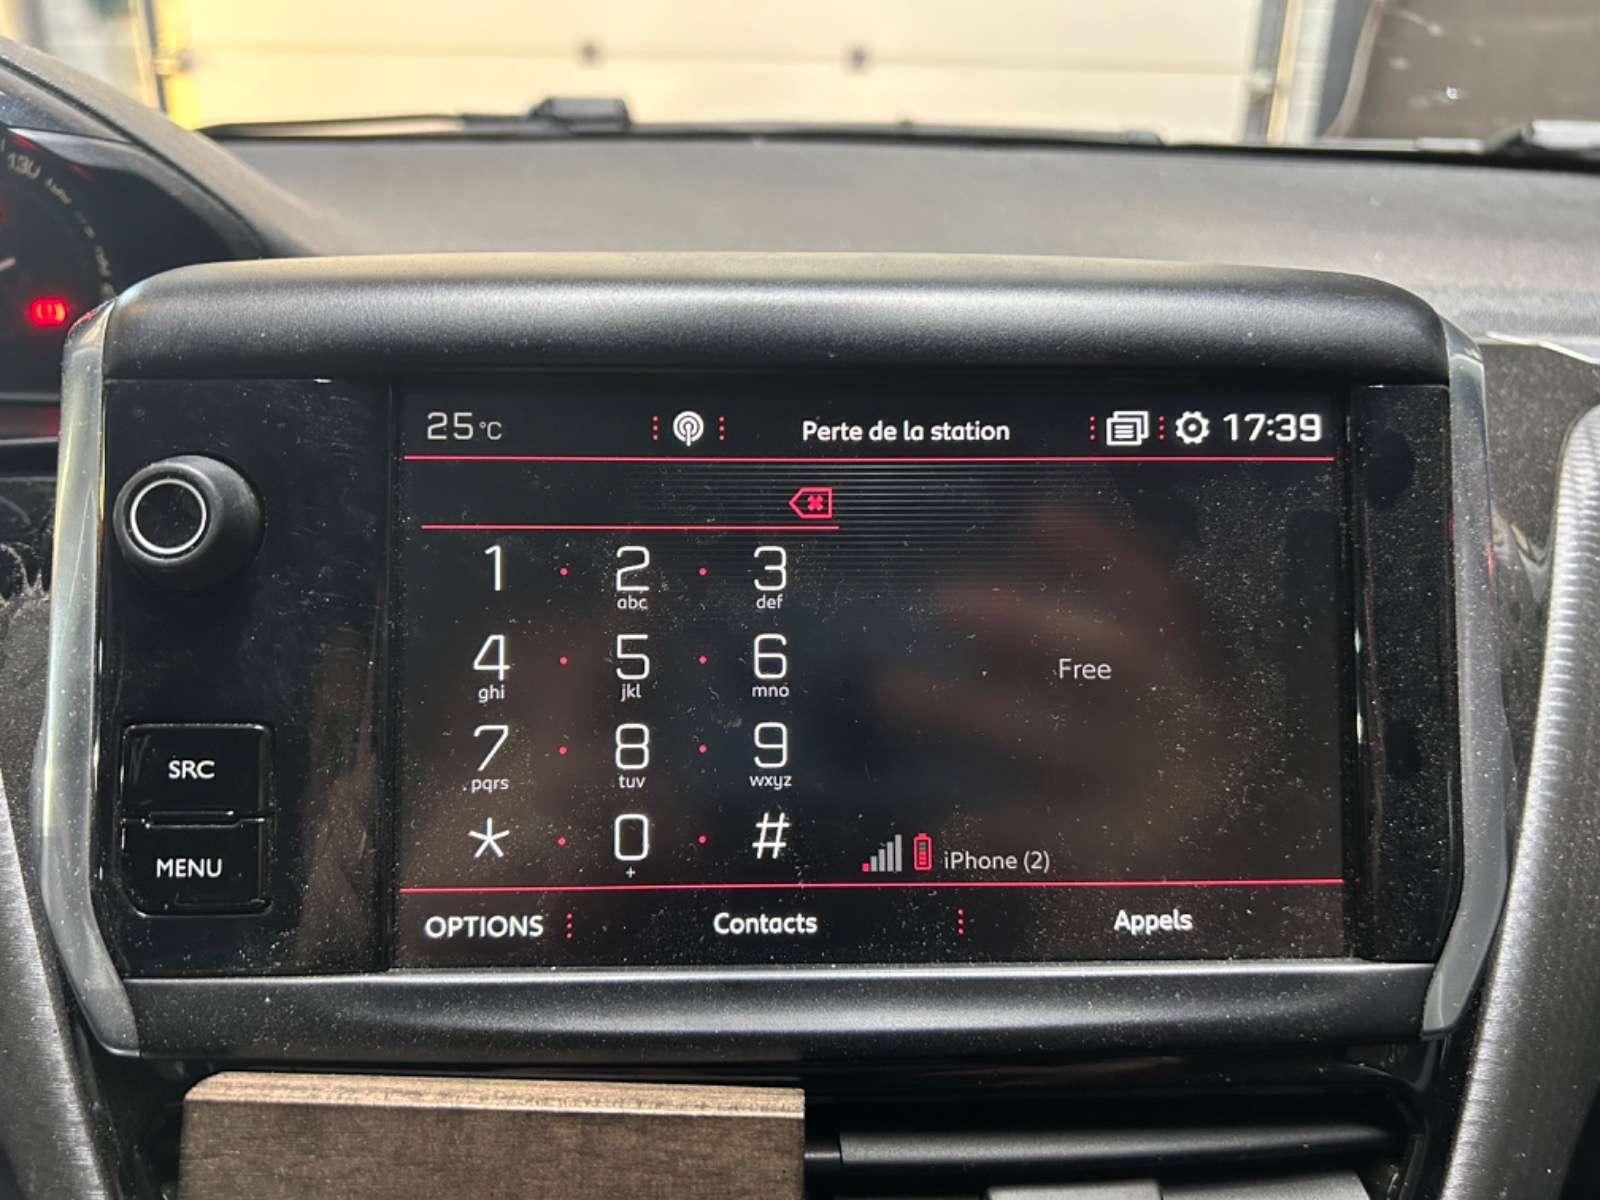 130
25°C
Perte de la station
17:39
1
2
3
abc
def
4
5
6
ghi
jkl
mno
Free
7
8
9
pqrs
tuv
wxyz
SRC
*
0
#
+
MENU
iPhone (2)
OPTIONS
Contacts
Appels